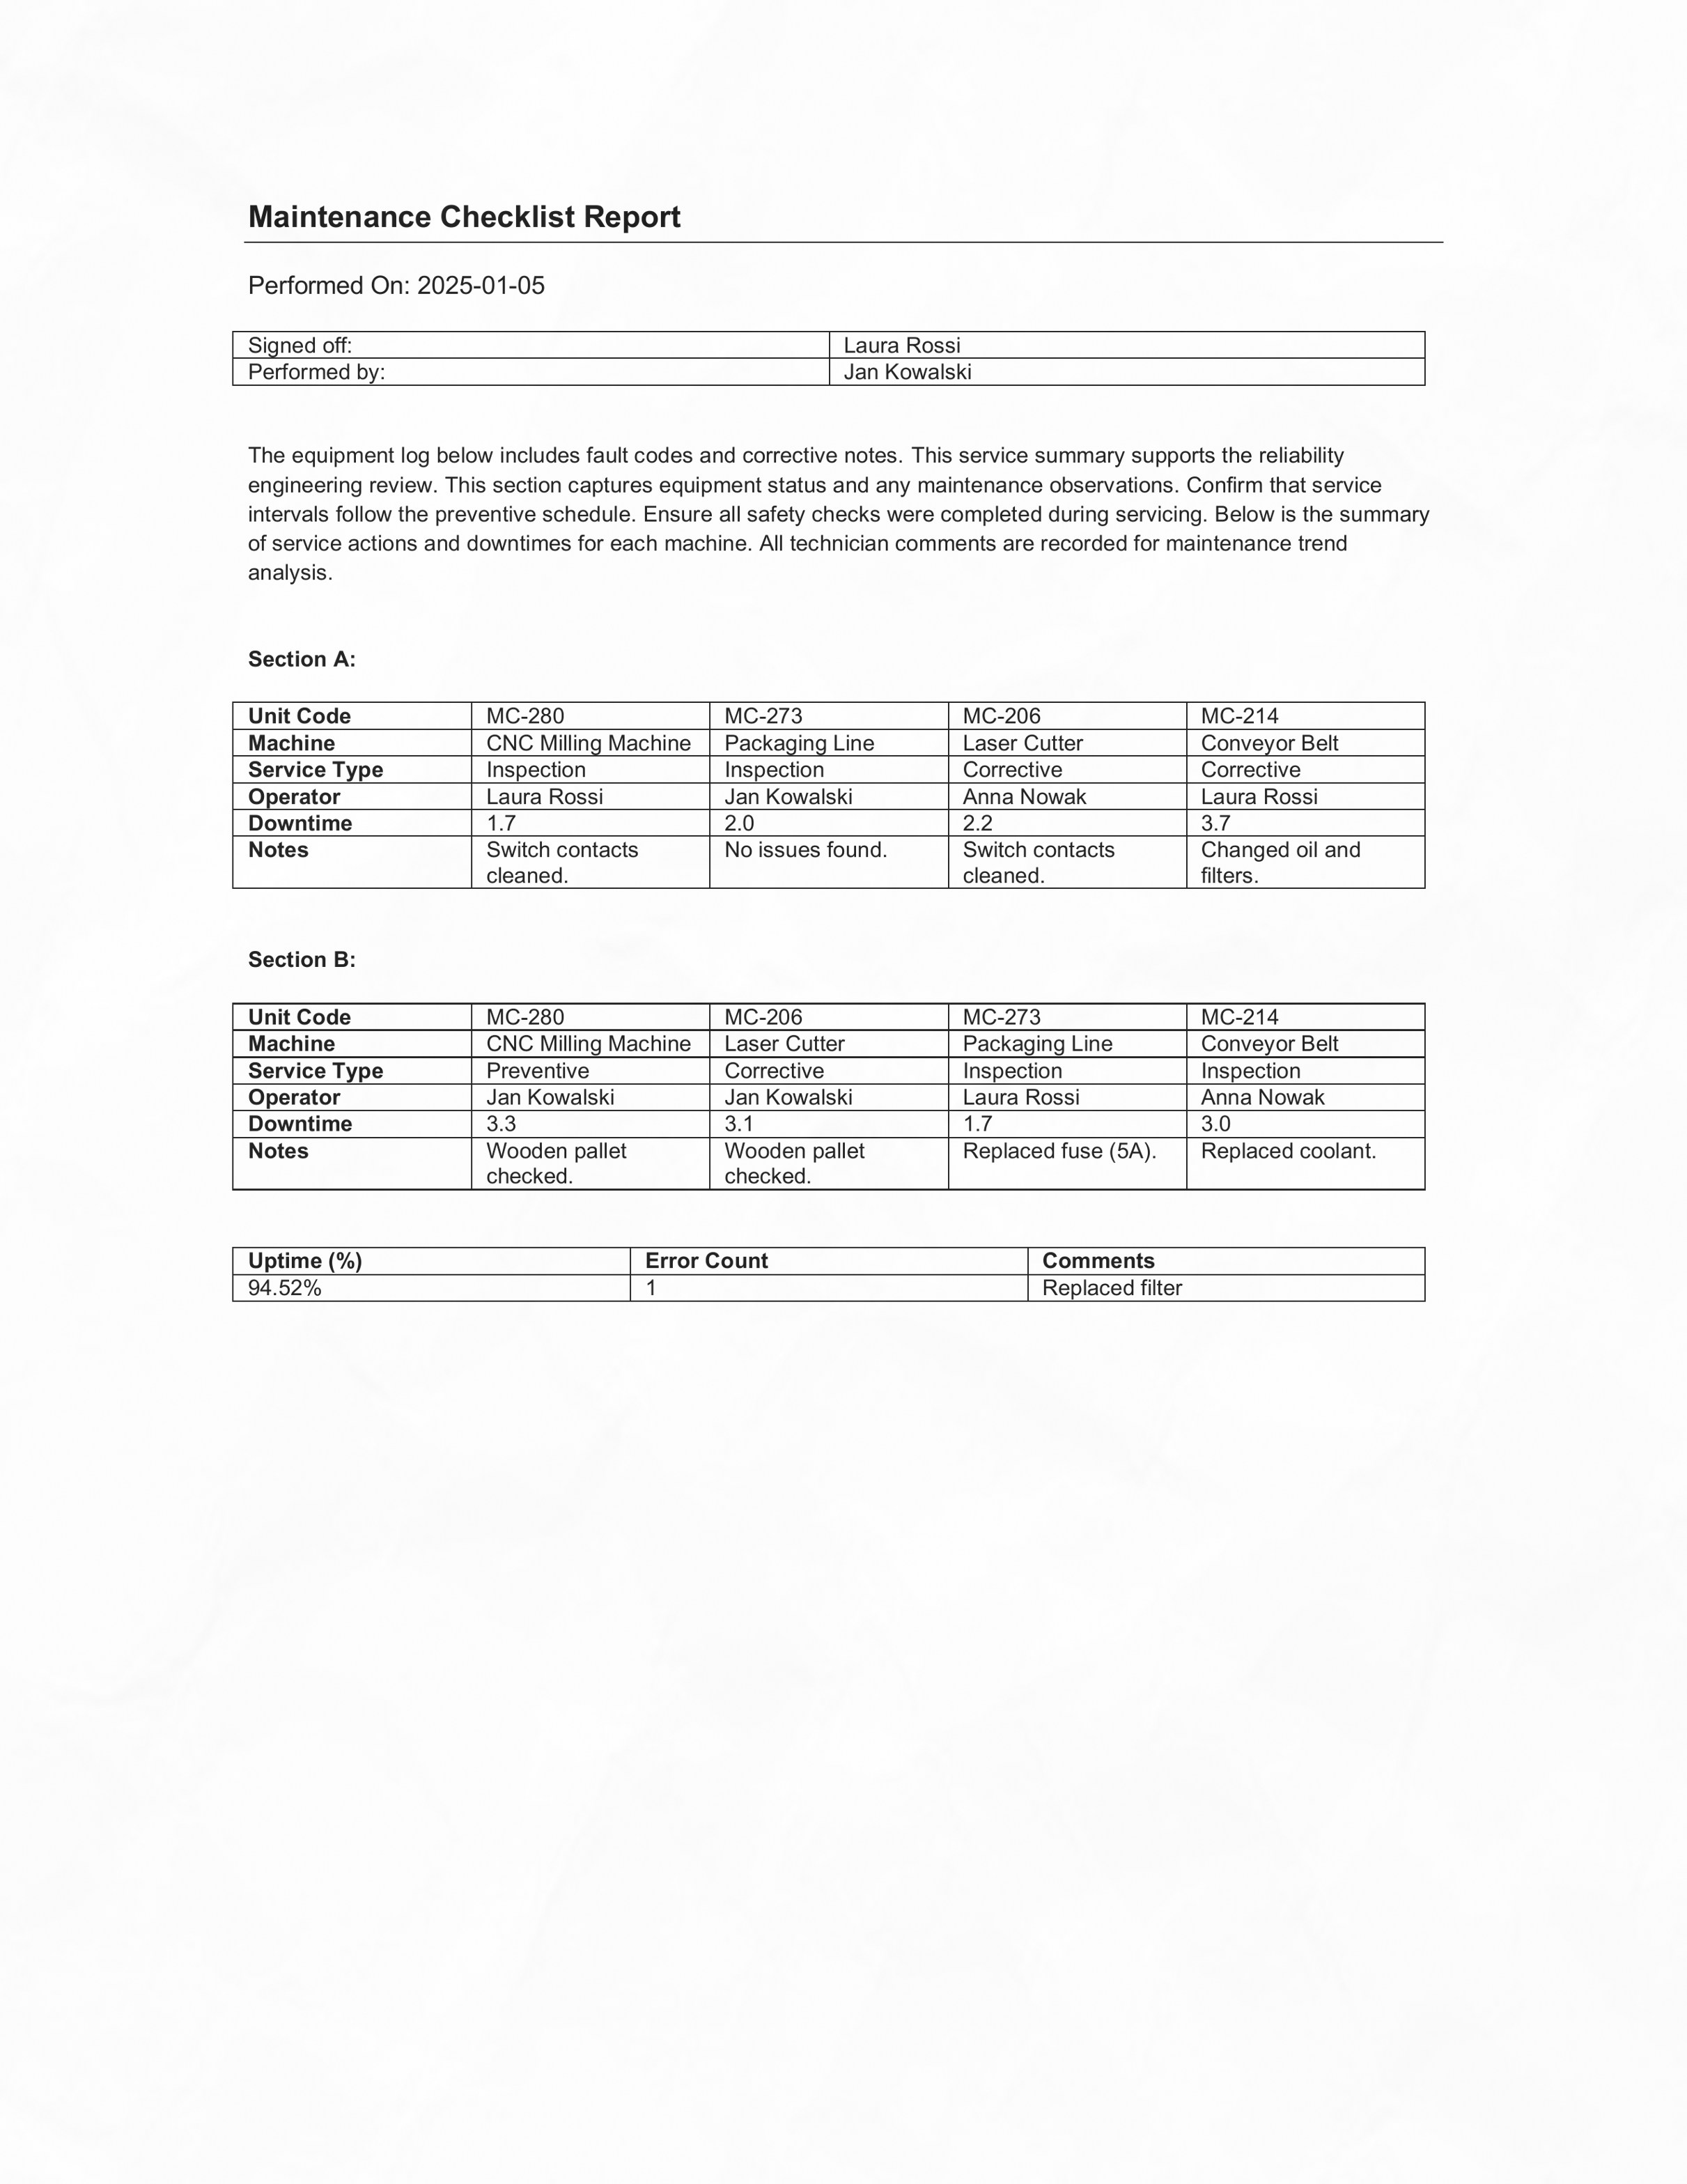 Maintenance Checklist Report
Performed On: 2025-01-05
Signed off: Laura Rossi
Performed by: Jan Kowalski
The equipment log below includes fault codes and corrective notes. This service summary supports the reliability
engineering review. This section captures equipment status and any maintenance observations. Confirm that service
intervals follow the preventive schedule. Ensure all safety checks were completed during servicing. Below is the summary
of service actions and downtimes for each machine. All technician comments are recorded for maintenance trend
analysis.
Section A:
Unit Code MC-280 MC-273 MC-206 MC-214
Machine CNC Milling Machine Packaging Line Laser Cutter Conveyor Belt
Service Type Inspection Inspection Corrective Corrective
Operator Laura Rossi Jan Kowalski Anna Nowak Laura Rossi
Downtime 1.7 2.0 2.2 3.7
Notes Switch contacts No issues found. Switch contacts Changed oil and
cleaned. cleaned. filters.
Section B:
Unit Code MC-280 MC-206 MC-273 MC-214
Machine CNC Milling Machine Laser Cutter Packaging Line Conveyor Belt
Service Type Preventive Corrective Inspection Inspection
Operator Jan Kowalski Jan Kowalski Laura Rossi Anna Nowak
Downtime 3.3 3.1 1.7 3.0
Notes Wooden pallet Wooden pallet Replaced fuse (5A). Replaced coolant.
checked. checked.
Uptime (%) Error Count Comments
94.52% 1 Replaced filter